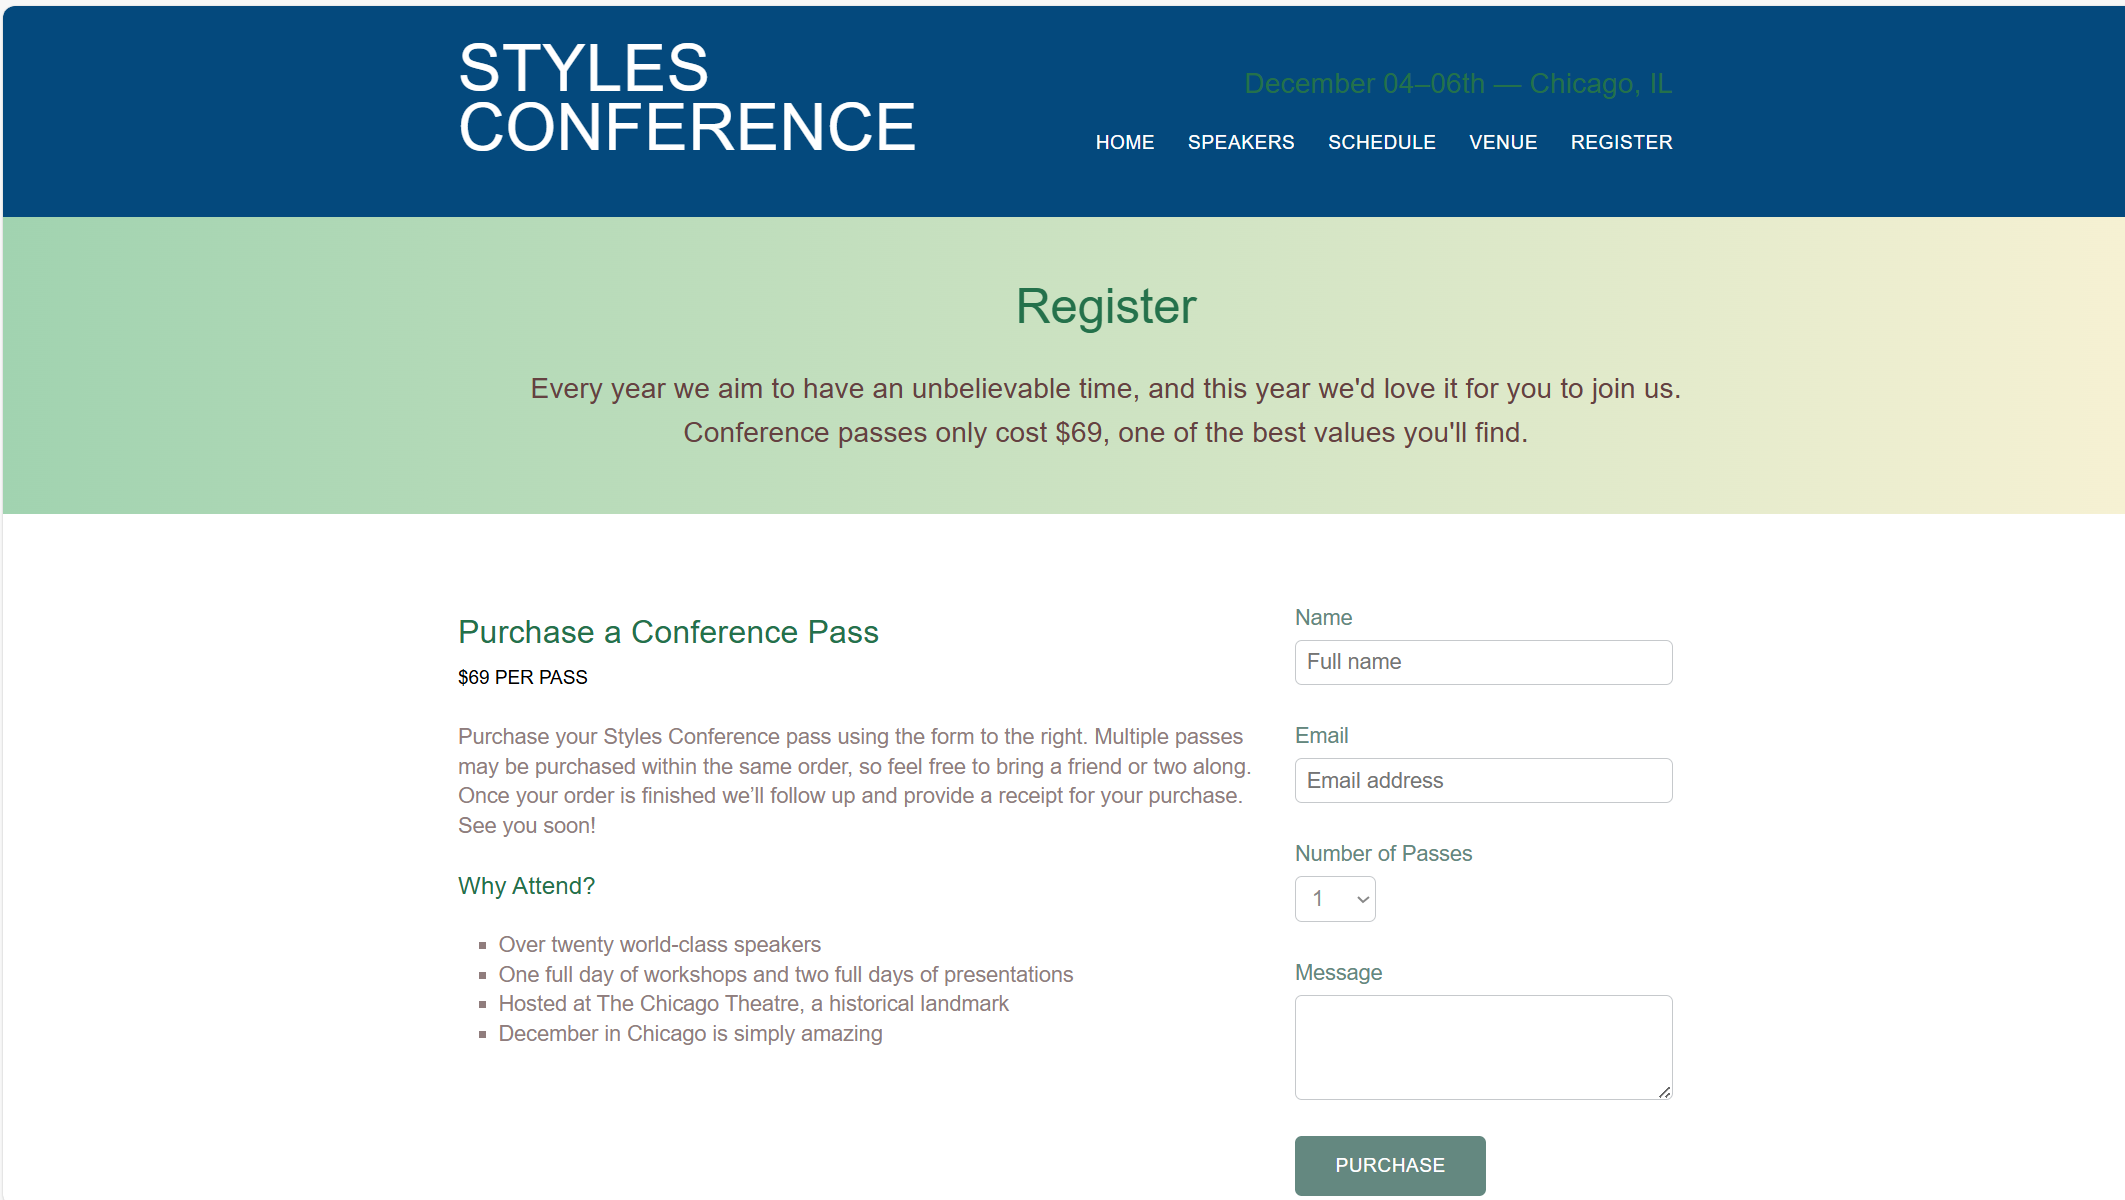 STYLES
CONFERENCE
December 04–06th — Chicago, IL
HOME SPEAKERS SCHEDULE VENUE REGISTER
Register
Every year we aim to have an unbelievable time, and this year we'd love it for you to join us.
Conference passes only cost $69, one of the best values you'll find.
Purchase a Conference Pass
$69 PER PASS
Purchase your Styles Conference pass using the form to the right. Multiple passes
may be purchased within the same order, so feel free to bring a friend or two along.
Once your order is finished we’ll follow up and provide a receipt for your purchase.
See you soon!
Why Attend?
Over twenty world-class speakers
One full day of workshops and two full days of presentations
Hosted at The Chicago Theatre, a historical landmark
December in Chicago is simply amazing
Name
Full name
Email
Email address
Number of Passes
1
Message
PURCHASE